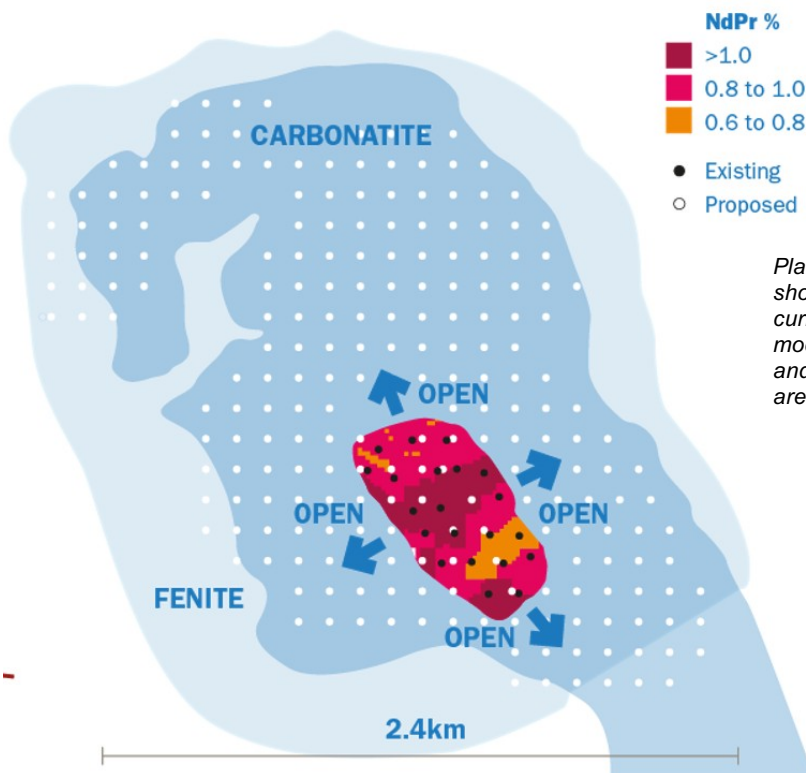 NdPr %
>1.0
0.8 to 1.0
0.6 to 0.8
Existing
Proposed
CARBONATITE
OPEN
OPEN
OPEN
FENITE
OPEN
2.4km